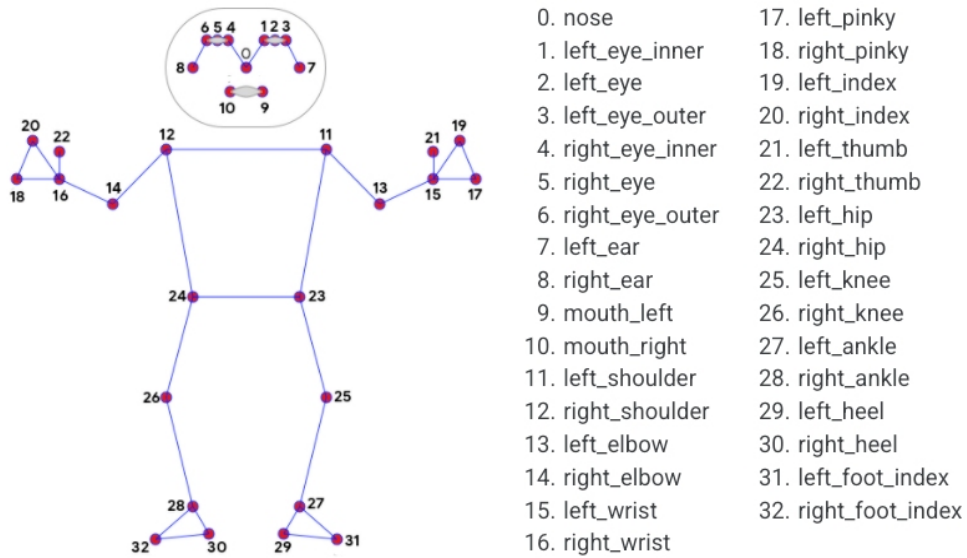 6 5 4 1 2 3
0
8 7
10 9
20 22 12 11 21 19
18 16 14 13 15 17
24 23
26 25
28 27
32 30 29 31
0. nose
1. left_eye_inner
2. left_eye
3. left_eye_outer
4. right_eye_inner
5. right_eye
6. right_eye_outer
7. left_ear
8. right_ear
9. mouth_left
10. mouth_right
11. left_shoulder
12. right_shoulder
13. left_elbow
14. right_elbow
15. left_wrist
16. right_wrist
17. left_pinky
18. right_pinky
19. left_index
20. right_index
21. left_thumb
22. right_thumb
23. left_hip
24. right_hip
25. left_knee
26. right_knee
27. left_ankle
28. right_ankle
29. left_heel
30. right_heel
31. left_foot_index
32. right_foot_index